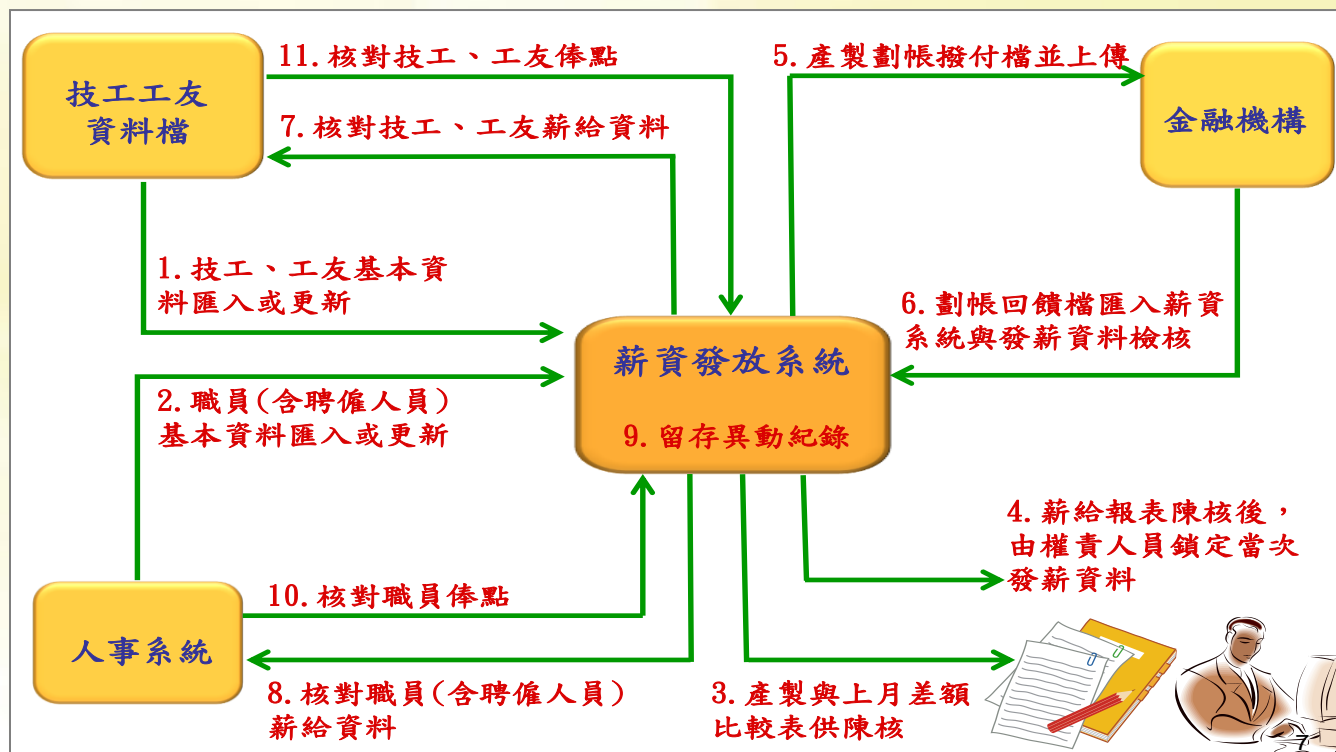 技工工友
資料檔
11.核對技工、工友俸點
7.核對技工、工友薪給資料
5.產製劃帳撥付檔並上傳
金融機構
1.技工、工友基本資
料匯入或更新
6.劃帳回饋檔匯入薪資
系統與發薪資料檢核
薪資發放系統
9.留存異動紀錄
2.職員(含聘僱人員)
基本資料匯入或更新
4.薪給報表陳核後，
由權責人員鎖定當次
發薪資料
10.核對職員俸點
人事系統
8.核對職員(含聘僱人員)
薪給資料
3.產製與上月差額
比較表供陳核
7